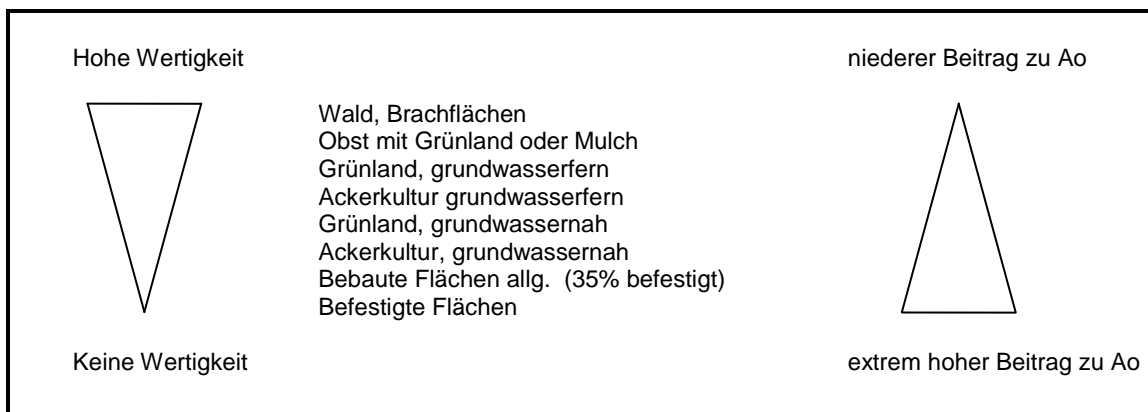 Hohe Wertigkeit
niederer Beitrag zu Ao
Wald, Brachflächen
Obst mit Grünland oder Mulch
Grünland, grundwasserfern
Ackerkultur grundwasserfern
Grünland, grundwassernah
Ackerkultur, grundwassernah
Bebaute Flächen allg. (35% befestigt)
Befestigte Flächen
Keine Wertigkeit
extrem hoher Beitrag zu Ao